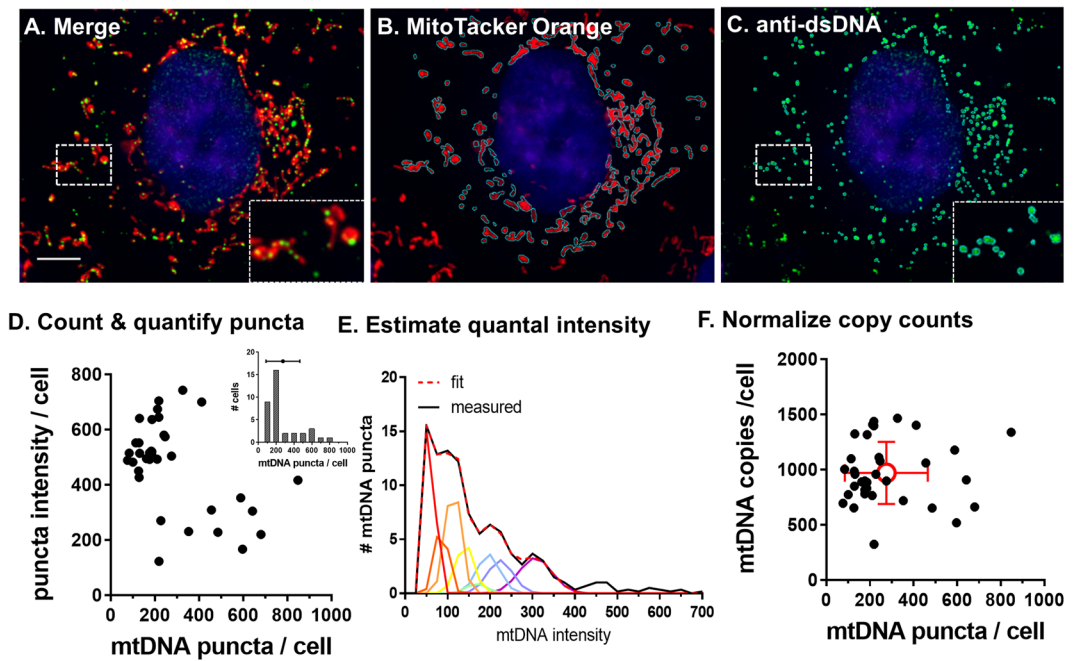 A. Merge
B. MitoTacker Orange
C. anti-dsDNA
D. Count & quantify puncta
puncta intensity / cell
800
600
400
200
0
0 200 400 600 800 1000
mtDNA puncta / cell
# cells
20
15
10
5
0
0 200 400 600 800 1000
mtDNA puncta / cell
E. Estimate quantal intensity
# mtDNA puncta
20
15
10
5
0
fit
measured
0 100 200 300 400 500 600 700
mtDNA intensity
F. Normalize copy counts
mtDNA copies /cell
2000
1500
1000
500
0
0 200 400 600 800 1000
mtDNA puncta / cell